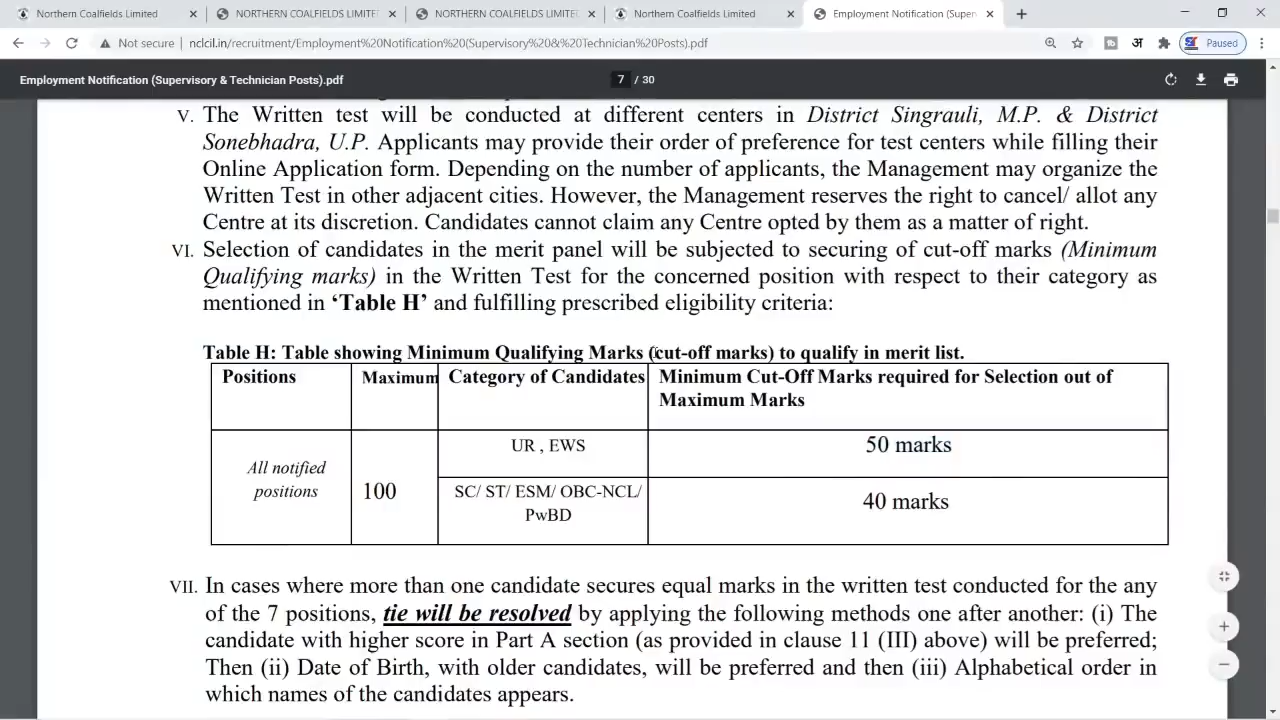 Northern Coalfields Limited
NORTHERN COALFIELDS LIMITE
NORTHERN COALFIELDS LIMITE
Northern Coalfields Limited
Employment Notification (Super
Not secure | nclcil.in/recruitment/Employment%20Notification%20(Supervisory%20&%20Technician%20Posts).pdf
अ
Paused
Employment Notification (Supervisory & Technician Posts).pdf
7 / 30
V. The Written test will be conducted at different centers in District Singrauli, M.P. & District
Sonebhadra, U.P. Applicants may provide their order of preference for test centers while filling their
Online Application form. Depending on the number of applicants, the Management may organize the
Written Test in other adjacent cities. However, the Management reserves the right to cancel/ allot any
Centre at its discretion. Candidates cannot claim any Centre opted by them as a matter of right.
VI. Selection of candidates in the merit panel will be subjected to securing of cut-off marks (Minimum
Qualifying marks) in the Written Test for the concerned position with respect to their category as
mentioned in ‘Table H’ and fulfilling prescribed eligibility criteria:
Table H: Table showing Minimum Qualifying Marks (cut-off marks) to qualify in merit list.
Positions Maximum Category of Candidates Minimum Cut-Off Marks required for Selection out of
Maximum Marks
UR , EWS 50 marks
All notified
positions
100
SC/ ST/ ESM/ OBC-NCL/
PwBD
40 marks
VII. In cases where more than one candidate secures equal marks in the written test conducted for the any
of the 7 positions, tie will be resolved by applying the following methods one after another: (i) The
candidate with higher score in Part A section (as provided in clause 11 (III) above) will be preferred;
Then (ii) Date of Birth, with older candidates, will be preferred and then (iii) Alphabetical order in
which names of the candidates appears.